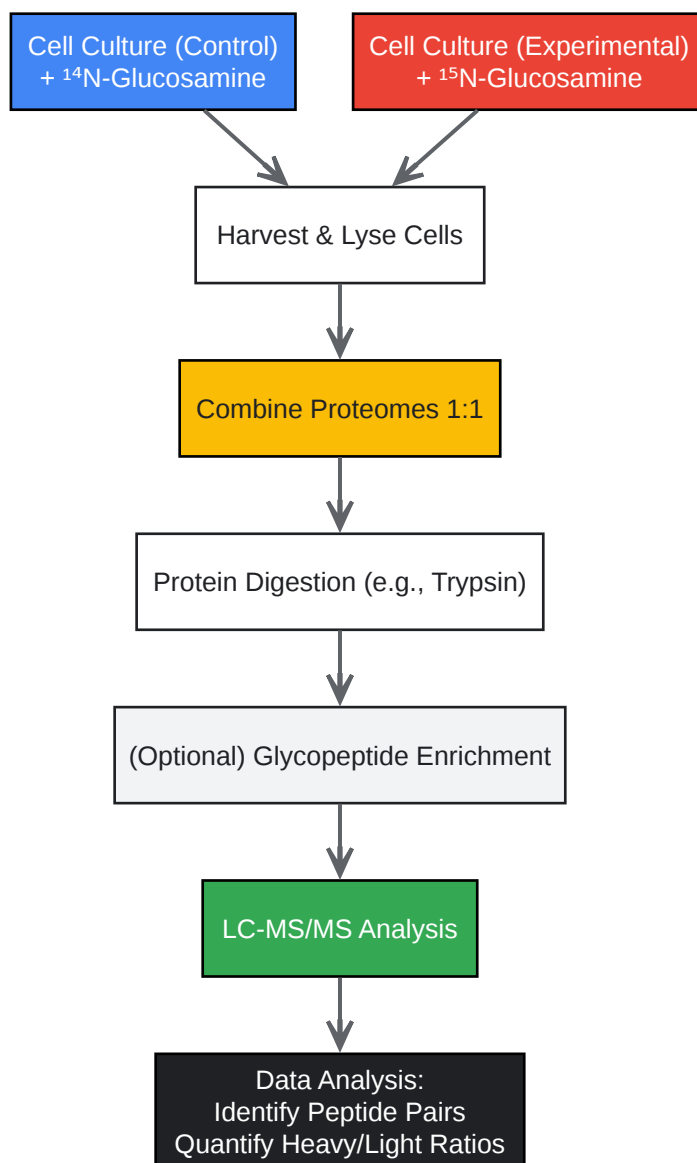 Cell Culture (Control)
+ ¹⁴N-Glucosamine
Cell Culture (Experimental)
+ ¹⁵N-Glucosamine
Harvest & Lyse Cells
Combine Proteomes 1:1
Protein Digestion (e.g., Trypsin)
(Optional) Glycopeptide Enrichment
LC-MS/MS Analysis
Data Analysis:
Identify Peptide Pairs
Quantify Heavy/Light Ratios